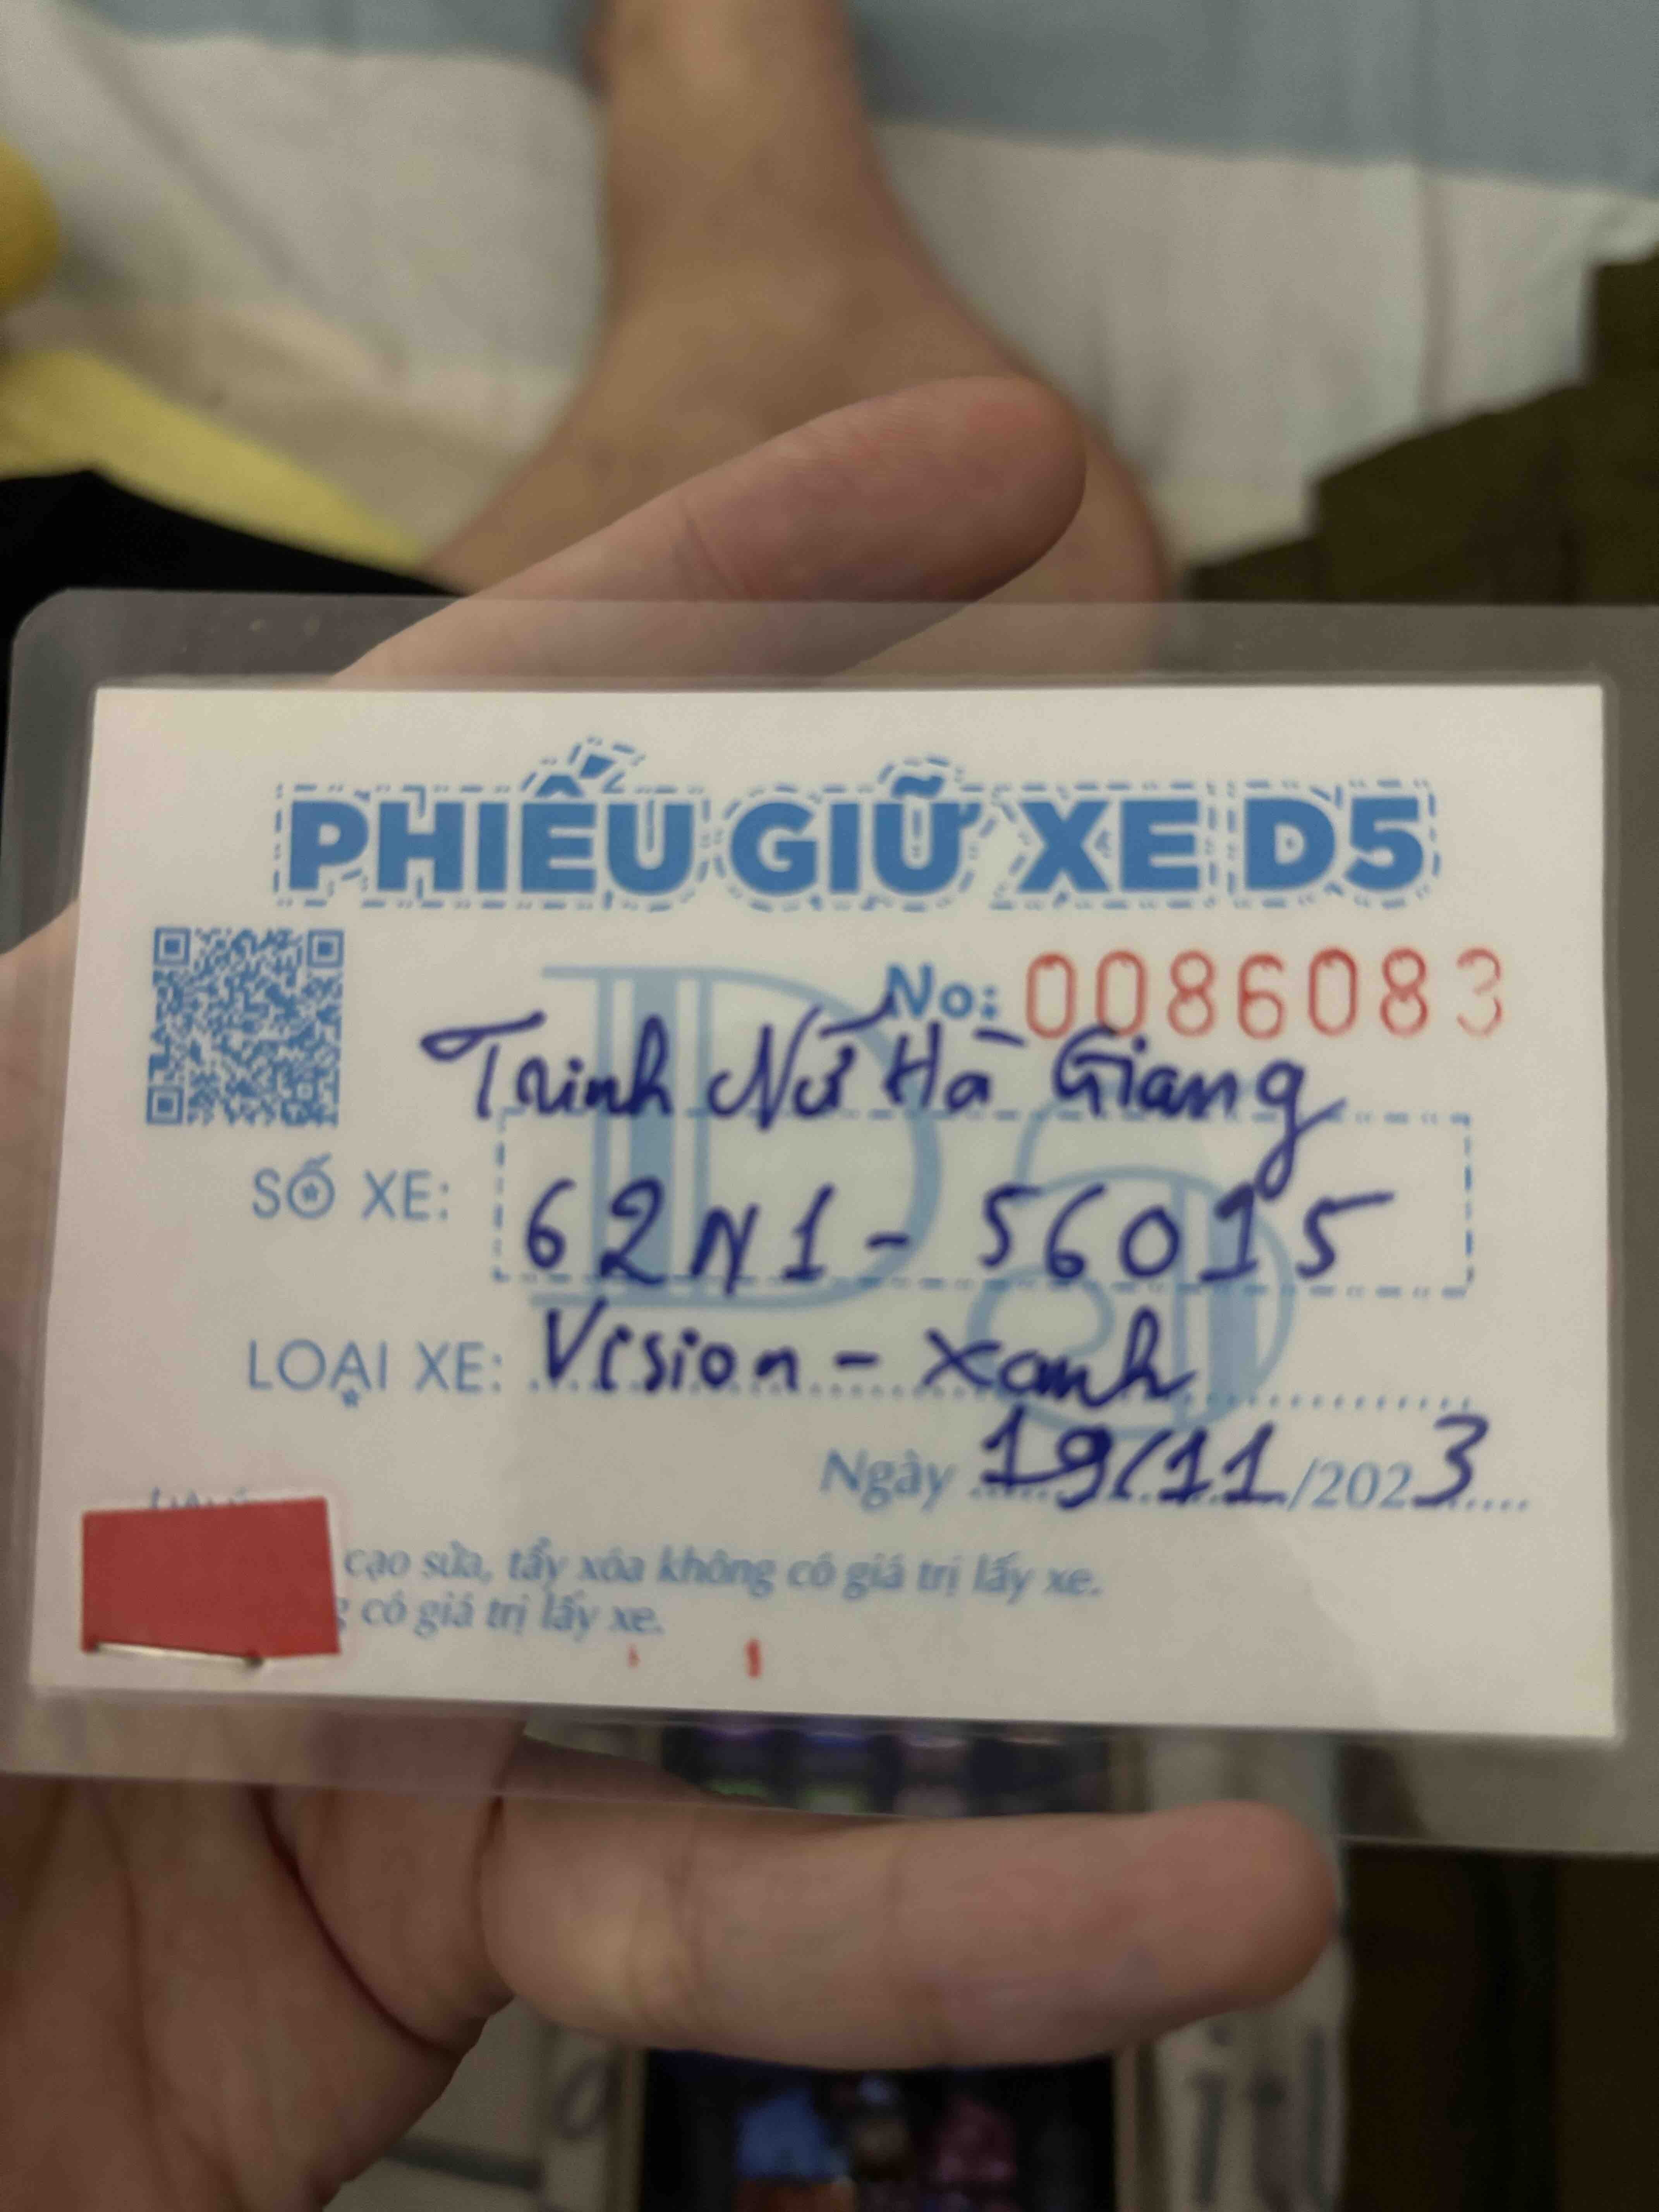 PHIẾU GIỮ XE D5
No: 0086083
Trinh Nữ Hà Giang
SỐ XE: 62N1 - 56015
LOẠI XE: Vision - Xanh
Ngày 19/11/2023
cạo sửa, tẩy xóa không có giá trị lấy xe.
có giá trị lấy xe.